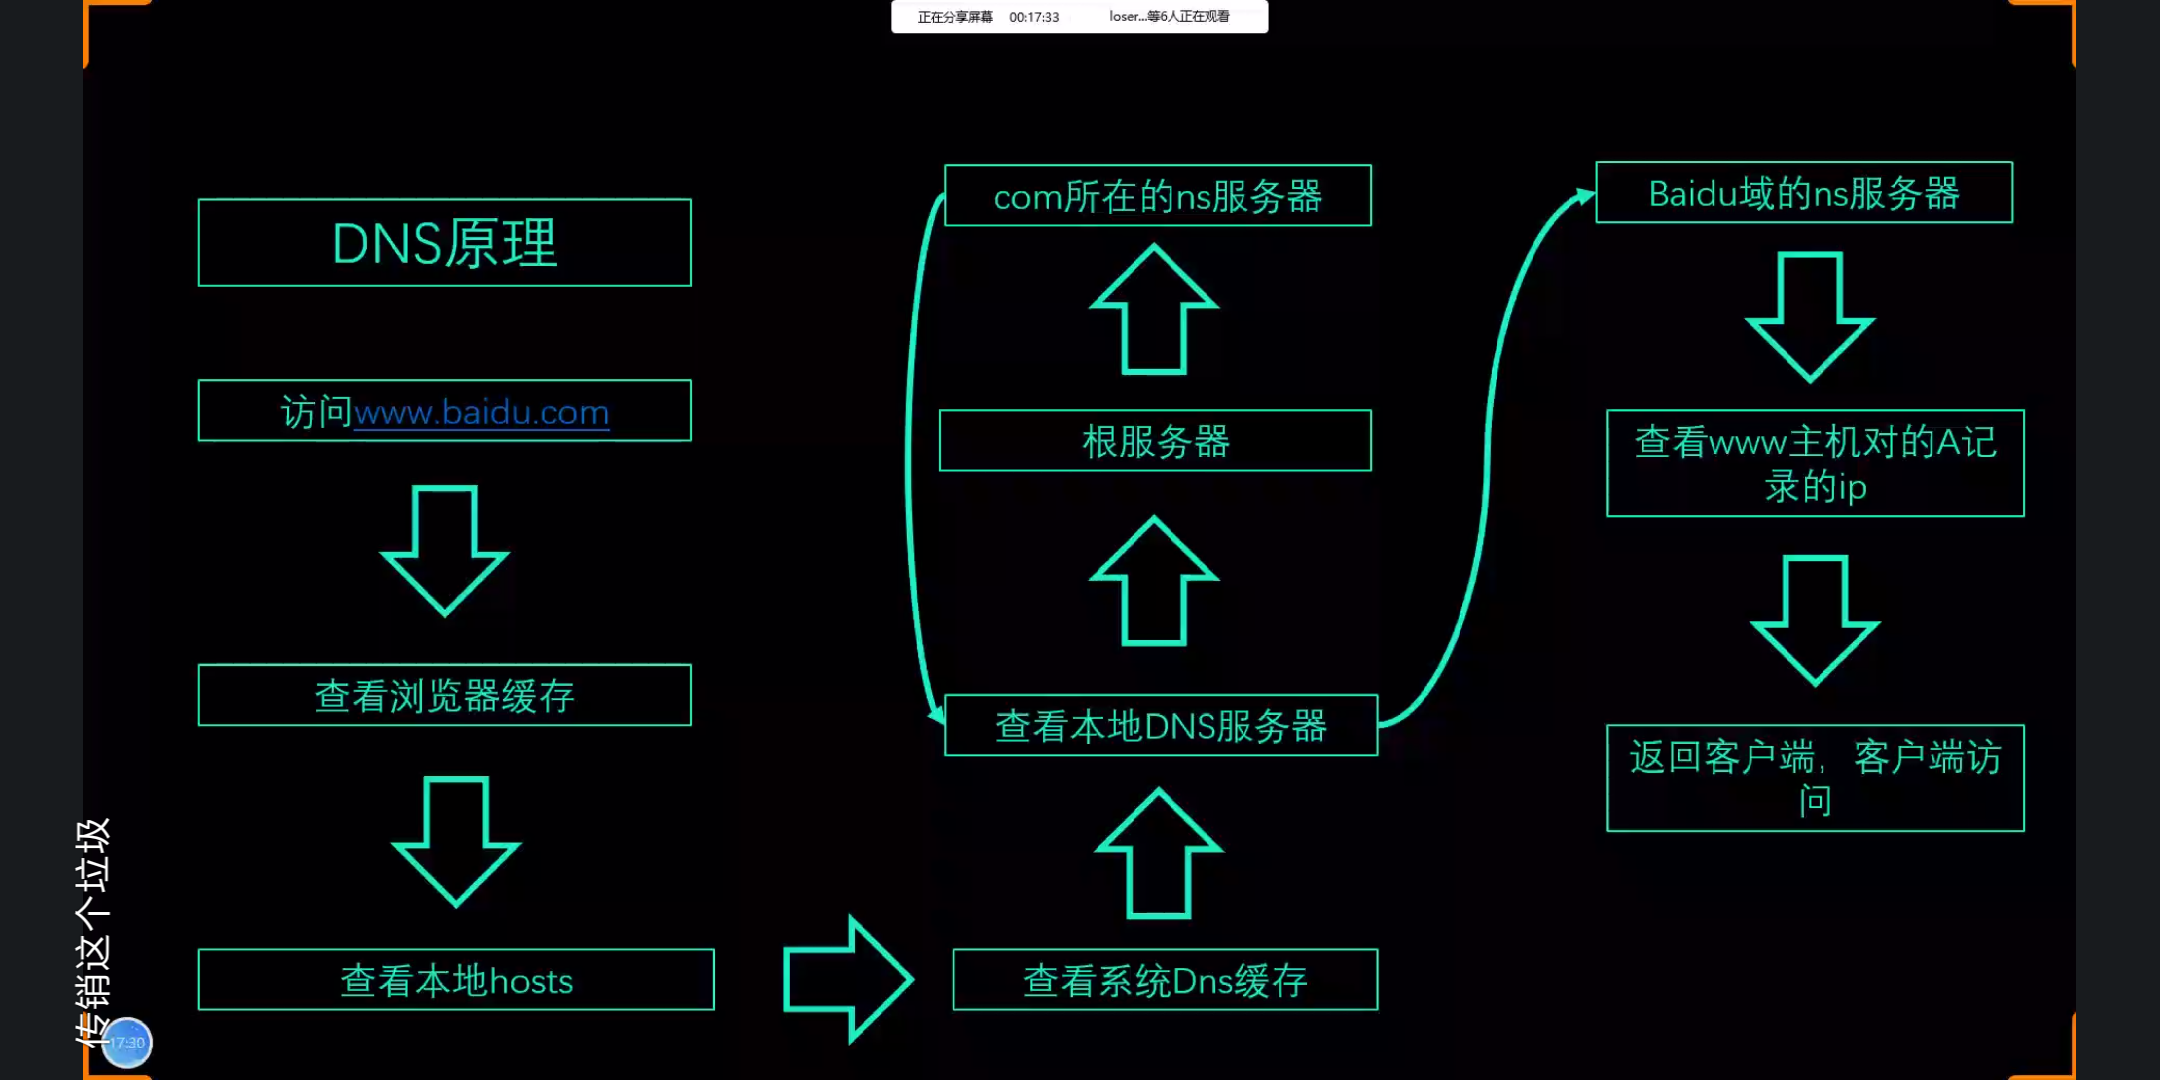 正在分享屏幕 00:17:33 loser...等6人正在观看
DNS原理
访问www.baidu.com
查看浏览器缓存
查看本地hosts
com所在的ns服务器
根服务器
查看本地DNS服务器
查看系统Dns缓存
Baidu域的ns服务器
查看www主机对的A记
录的ip
返回客户端，客户端访
问
传销这个垃圾
17:30